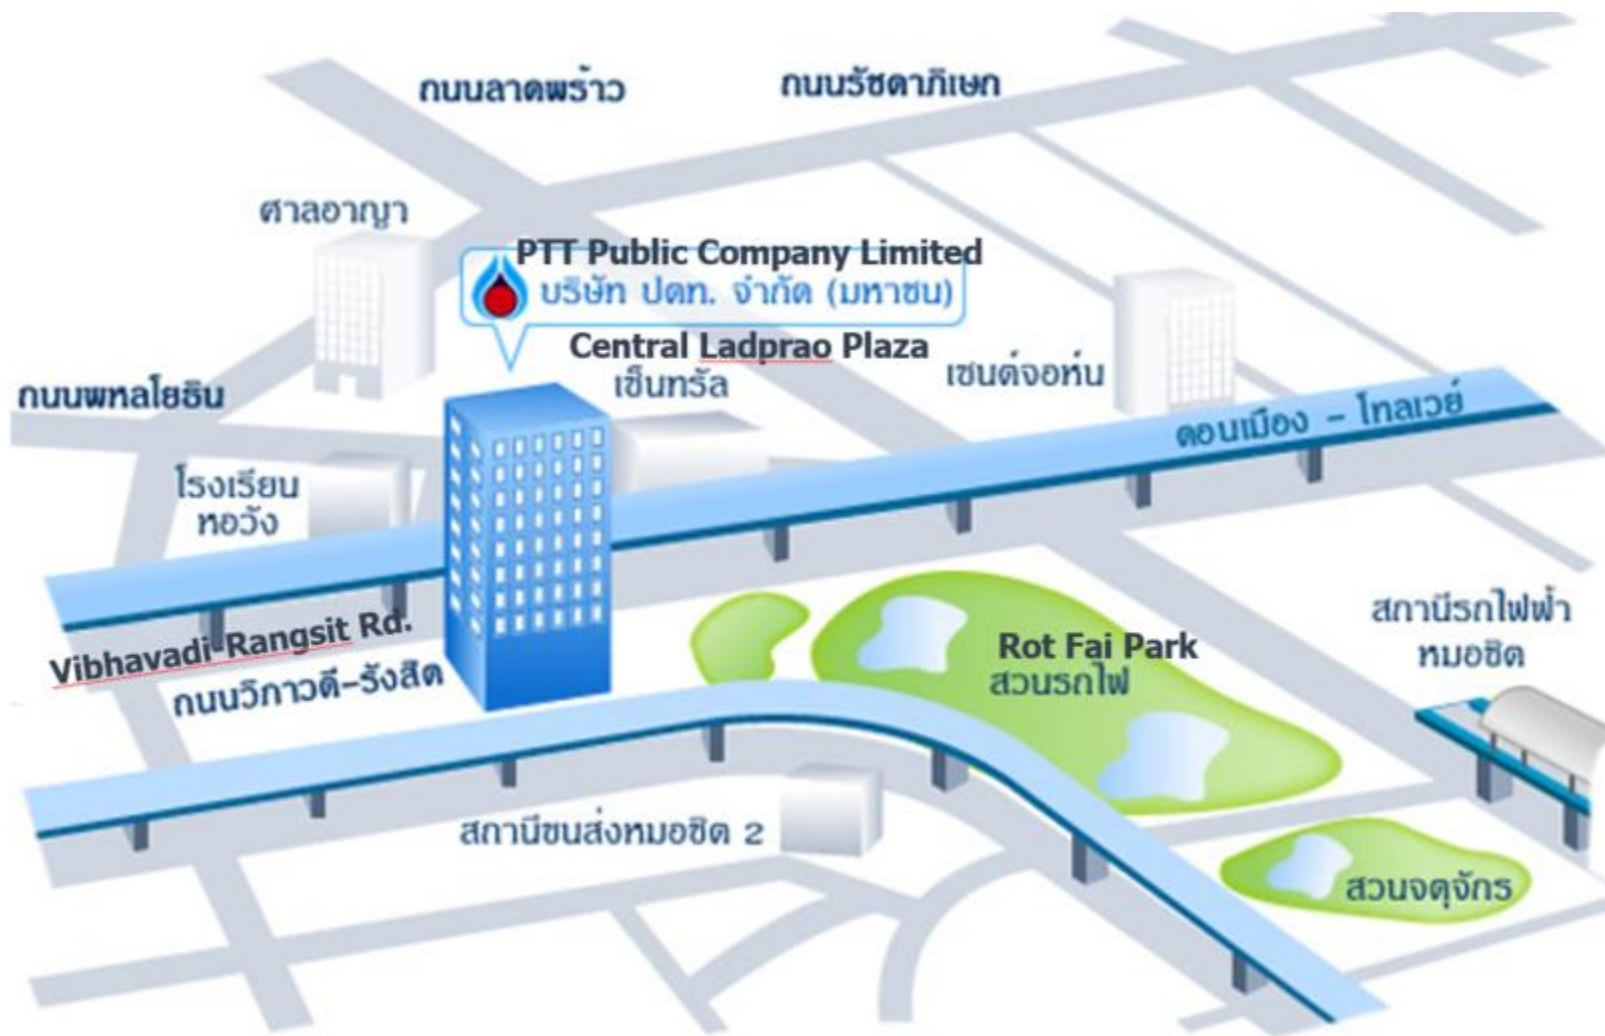 ถนนลาดพร้าว
ถนนรัชดาภิเษก
ศาลอาญา
PTT Public Company Limited
บริษัท ปตท. จำกัด (มหาชน)
Central Ladprao Plaza
เซ็นทรัล
เซนต์จอห์น
ถนนพหลโยธิน
ดอนเมือง - โทลเวย์
โรงเรียน
หอวัง
สถานีรถไฟฟ้า
หมอชิต
Vibhavadi-Rangsit Rd.
ถนนวิภาวดี-รังสิต
Rot Fai Park
สวนรถไฟ
สถานีขนส่งหมอชิต 2
สวนจตุจักร